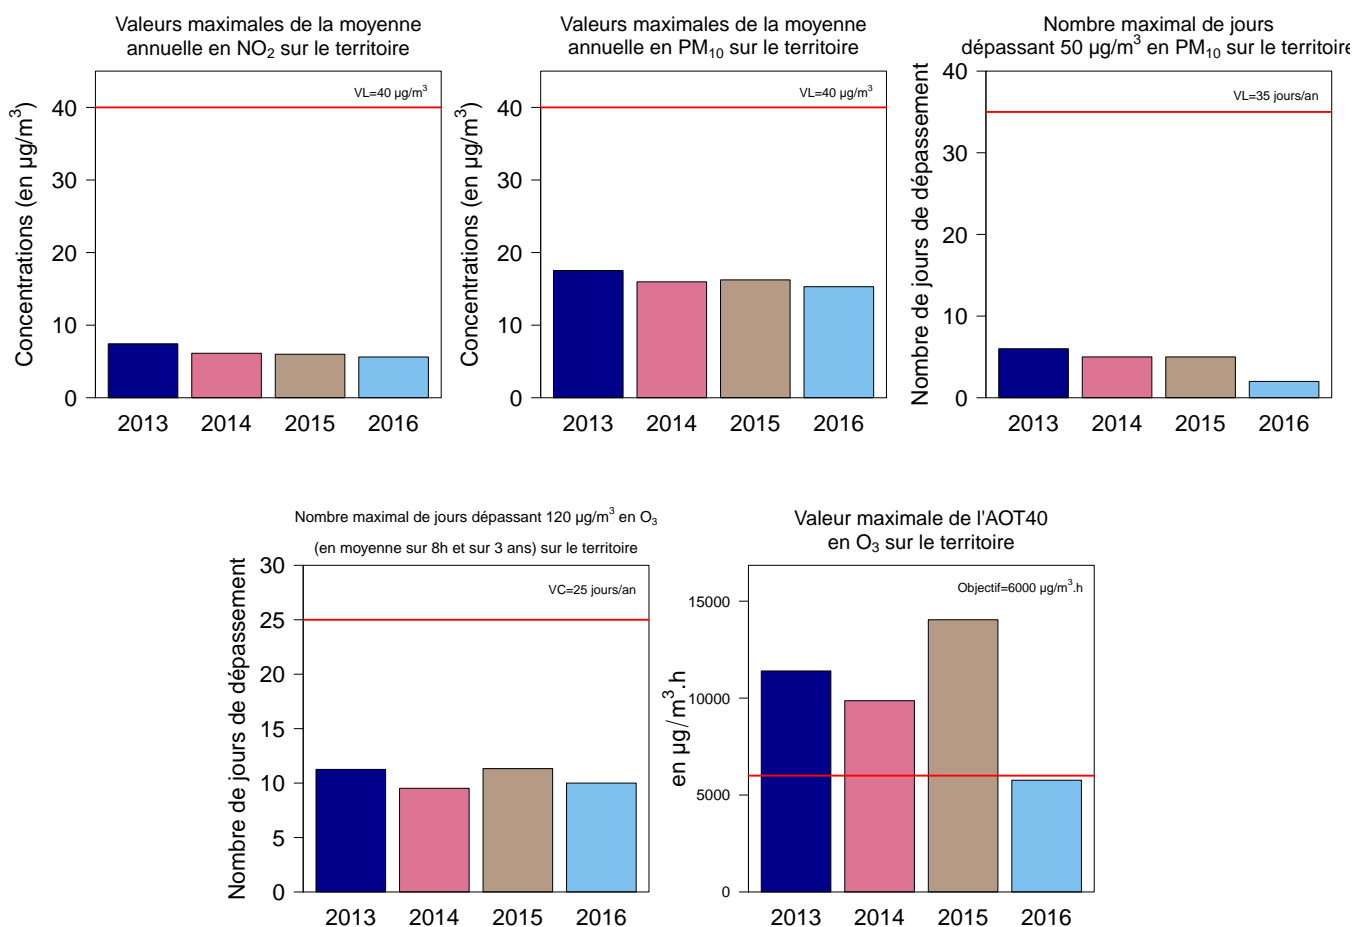 Valeurs maximales de la moyenne
annuelle en NO₂ sur le territoire
VL=40 µg/m³
Concentrations (en µg/m³)
40
30
20
10
0
2013 2014 2015 2016
Valeurs maximales de la moyenne
annuelle en PM₁₀ sur le territoire
VL=40 µg/m³
Concentrations (en µg/m³)
40
30
20
10
0
2013 2014 2015 2016
Nombre maximal de jours
dépassant 50 µg/m³ en PM₁₀ sur le territoire
VL=35 jours/an
Nombre de jours de dépassement
40
30
20
10
0
2013 2014 2015 2016
Nombre maximal de jours dépassant 120 µg/m³ en O₃
(en moyenne sur 8h et sur 3 ans) sur le territoire
VC=25 jours/an
Nombre de jours de dépassement
30
25
20
15
10
5
0
2013 2014 2015 2016
Valeur maximale de l'AOT40
en O₃ sur le territoire
Objectif=6000 µg/m³.h
en µg/m³.h
15000
10000
5000
0
2013 2014 2015 2016